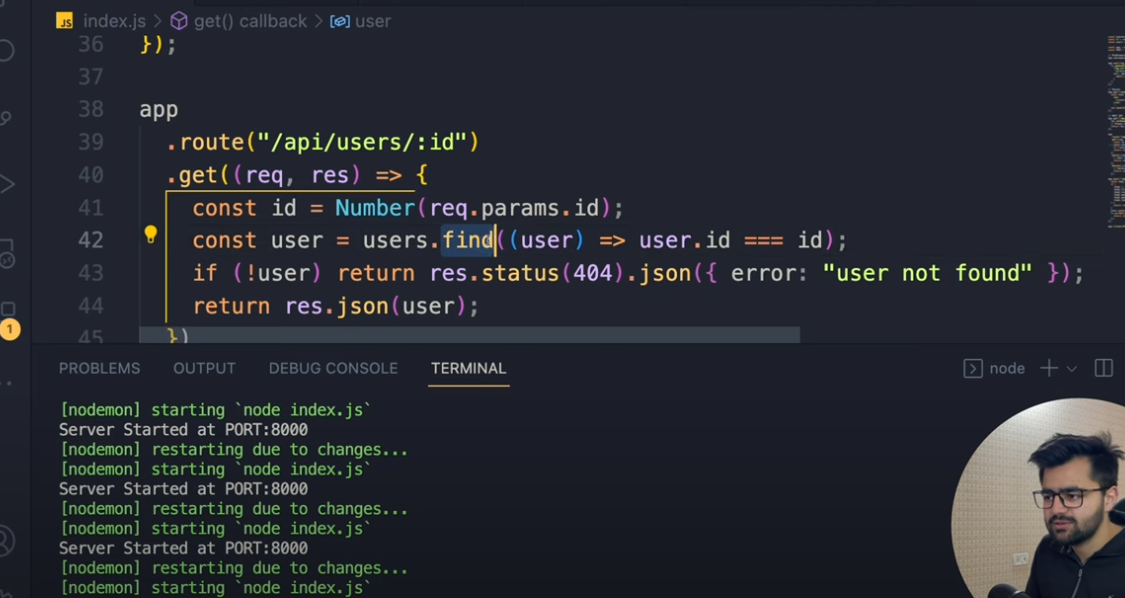 JS index.js > get() callback > user
36 });
37
38 app
39 .route("/api/users/:id")
40 .get((req, res) => {
41 const id = Number(req.params.id);
42 const user = users.find((user) => user.id === id);
43 if (!user) return res.status(404).json({ error: "user not found" });
44 return res.json(user);
45 })
1
PROBLEMS OUTPUT DEBUG CONSOLE TERMINAL node
[nodemon] starting `node index.js`
Server Started at PORT:8000
[nodemon] restarting due to changes...
[nodemon] starting `node index.js`
Server Started at PORT:8000
[nodemon] restarting due to changes...
[nodemon] starting `node index.js`
Server Started at PORT:8000
[nodemon] restarting due to changes...
[nodemon] starting `node index.js`